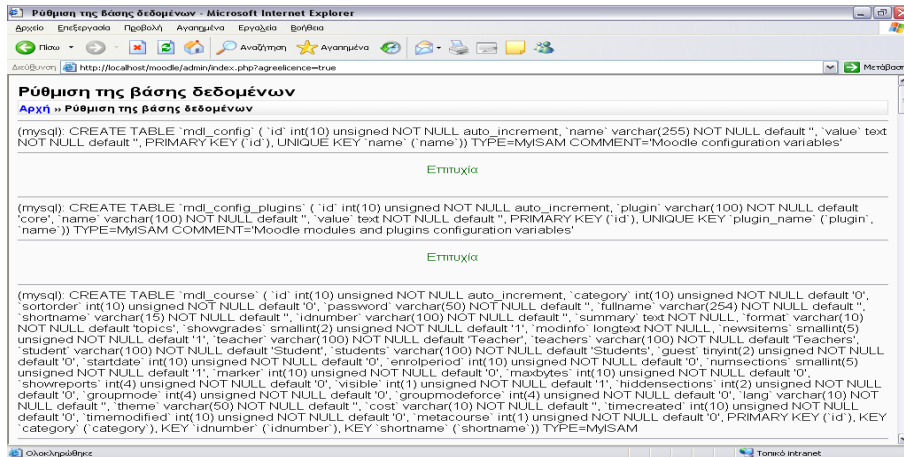 Ρύθμιση της βάσης δεδομένων - Microsoft Internet Explorer
Αρχείο Επεξεργασία Προβολή Αγαπημένα Εργαλεία Βοήθεια
Πίσω Αναζήτηση Αγαπημένα
Διεύθυνση http://localhost/moodle/admin/index.php?agreelicence=true Μετάβαση
Ρύθμιση της βάσης δεδομένων
Αρχή » Ρύθμιση της βάσης δεδομένων
(mysql): CREATE TABLE `mdl_config` ( `id` int(10) unsigned NOT NULL auto_increment, `name` varchar(255) NOT NULL default '', `value` text
NOT NULL default '', PRIMARY KEY (`id`), UNIQUE KEY `name` (`name`)) TYPE=MyISAM COMMENT='Moodle configuration variables'
Επιτυχία
(mysql): CREATE TABLE `mdl_config_plugins` ( `id` int(10) unsigned NOT NULL auto_increment, `plugin` varchar(100) NOT NULL default
'core', `name` varchar(100) NOT NULL default '', `value` text NOT NULL default '', PRIMARY KEY (`id`), UNIQUE KEY `plugin_name` (`plugin`,
`name`)) TYPE=MyISAM COMMENT='Moodle modules and plugins configuration variables'
Επιτυχία
(mysql): CREATE TABLE `mdl_course` ( `id` int(10) unsigned NOT NULL auto_increment, `category` int(10) unsigned NOT NULL default '0',
`sortorder` int(10) unsigned NOT NULL default '0', `password` varchar(50) NOT NULL default '', `fullname` varchar(254) NOT NULL default '',
`shortname` varchar(15) NOT NULL default '', `idnumber` varchar(100) NOT NULL default '', `summary` text NOT NULL, `format` varchar(10)
NOT NULL default 'topics', `showgrades` smallint(2) unsigned NOT NULL default '1', `modinfo` longtext NOT NULL, `newsitems` smallint(5)
unsigned NOT NULL default '1', `teacher` varchar(100) NOT NULL default 'Teacher', `teachers` varchar(100) NOT NULL default 'Teachers',
`student` varchar(100) NOT NULL default 'Student', `students` varchar(100) NOT NULL default 'Students', `guest` tinyint(2) unsigned NOT NULL
default '0', `startdate` int(10) unsigned NOT NULL default '0', `enrolperiod` int(10) unsigned NOT NULL default '0', `numsections` smallint(5)
unsigned NOT NULL default '1', `marker` int(10) unsigned NOT NULL default '0', `maxbytes` int(10) unsigned NOT NULL default '0',
`showreports` int(4) unsigned NOT NULL default '0', `visible` int(1) unsigned NOT NULL default '1', `hiddensections` int(2) unsigned NOT NULL
default '0', `groupmode` int(4) unsigned NOT NULL default '0', `groupmodeforce` int(4) unsigned NOT NULL default '0', `lang` varchar(10) NOT
NULL default '', `theme` varchar(50) NOT NULL default '', `cost` varchar(10) NOT NULL default '', `timecreated` int(10) unsigned NOT NULL
default '0', `timemodified` int(10) unsigned NOT NULL default '0', `metacourse` int(1) unsigned NOT NULL default '0', PRIMARY KEY (`id`), KEY
`category` (`category`), KEY `idnumber` (`idnumber`), KEY `shortname` (`shortname`)) TYPE=MyISAM
Ολοκληρώθηκε Τοπικό intranet